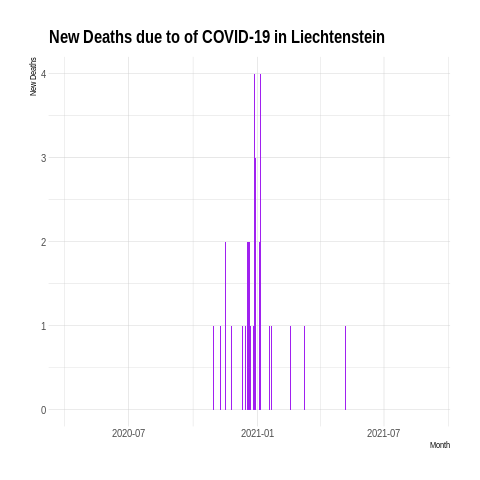 New Deaths due to of COVID-19 in Liechtenstein
New Deaths
4
3
2
1
0
2020-07 2021-01 2021-07
Month